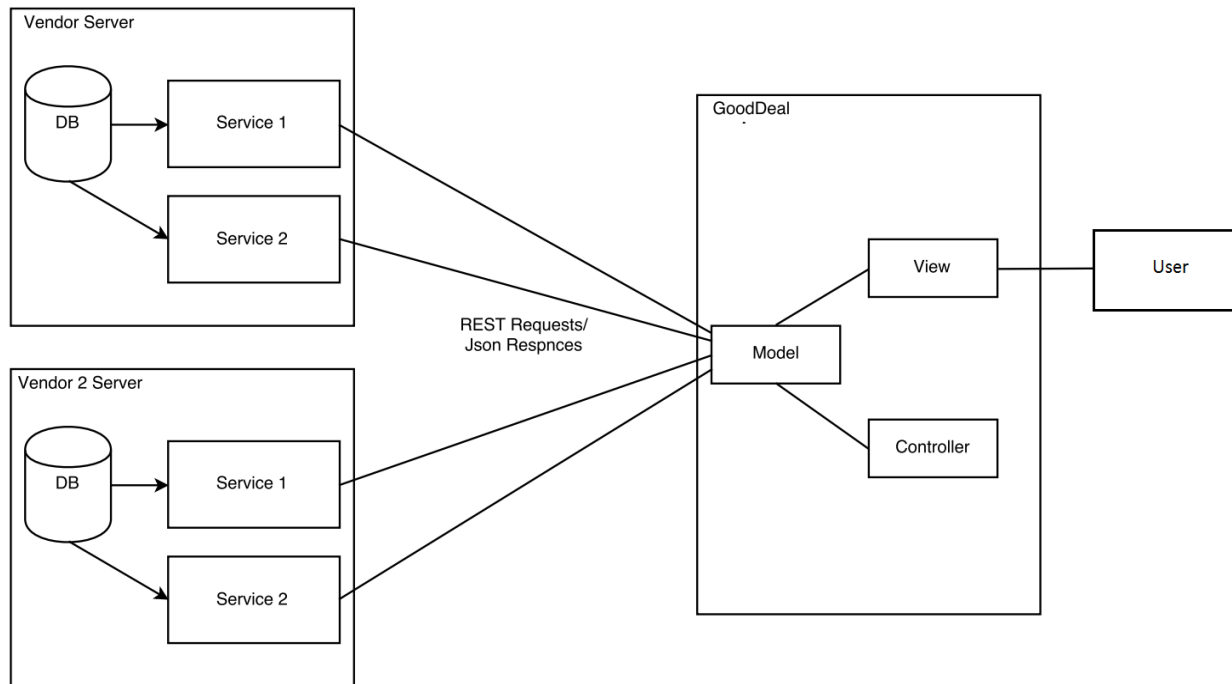 Vendor Server
DB
Service 1
Service 2
REST Requests/
Json Respnces
Vendor 2 Server
DB
Service 1
Service 2
GoodDeal
View
Model
Controller
User